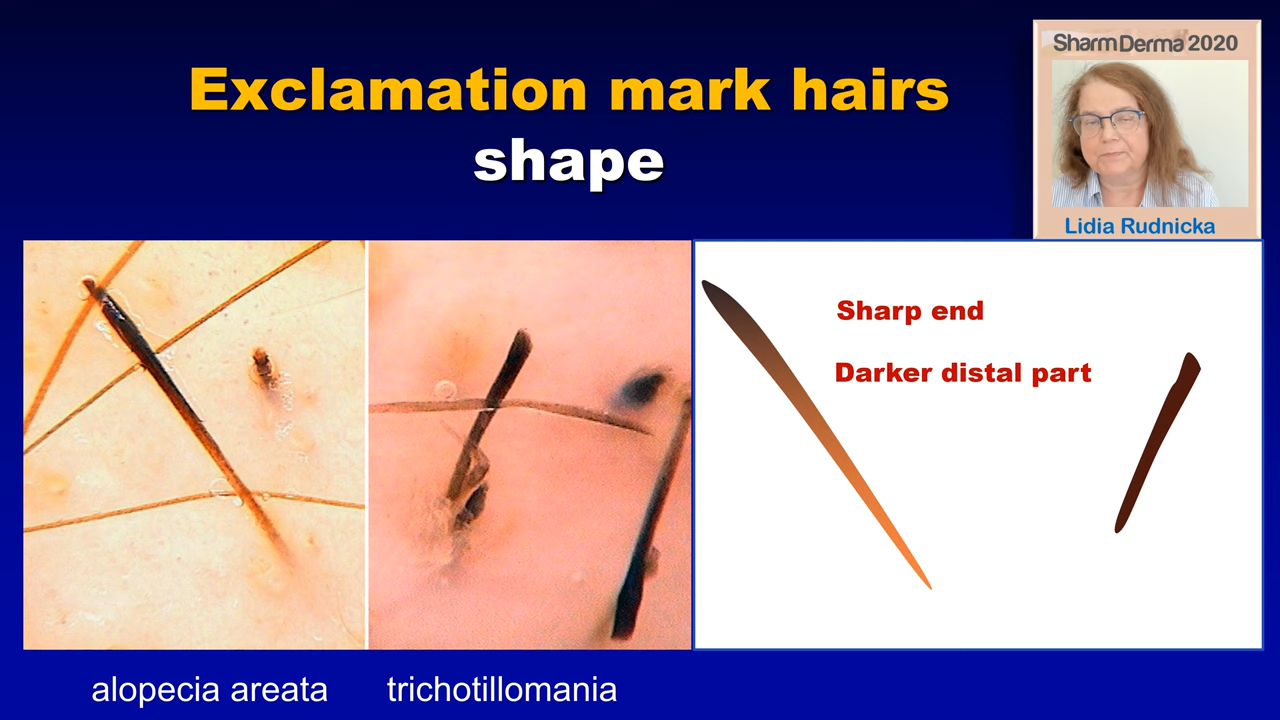 Exclamation mark hairs
shape
SharmDerma 2020
Lidia Rudnicka
Sharp end
Darker distal part
alopecia areata
trichotillomania